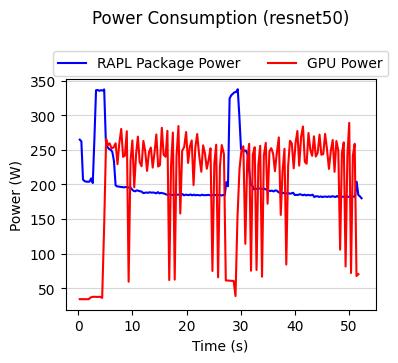 Power Consumption (resnet50)
RAPL Package Power
GPU Power
350
300
250
200
150
100
50
Power (W)
0
10
20
30
40
50
Time (s)